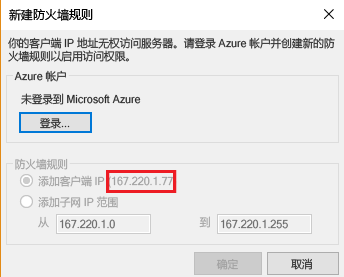 新建防火墙规则
你的客户端 IP 地址无权访问服务器。请登录 Azure 帐户并创建新的防
火墙规则以启用访问权限。
Azure 帐户
未登录到 Microsoft Azure
登录...
防火墙规则
添加客户端 IP (167.220.1.77
添加子网 IP 范围
从 167.220.1.0 到 167.220.1.255
确定 取消